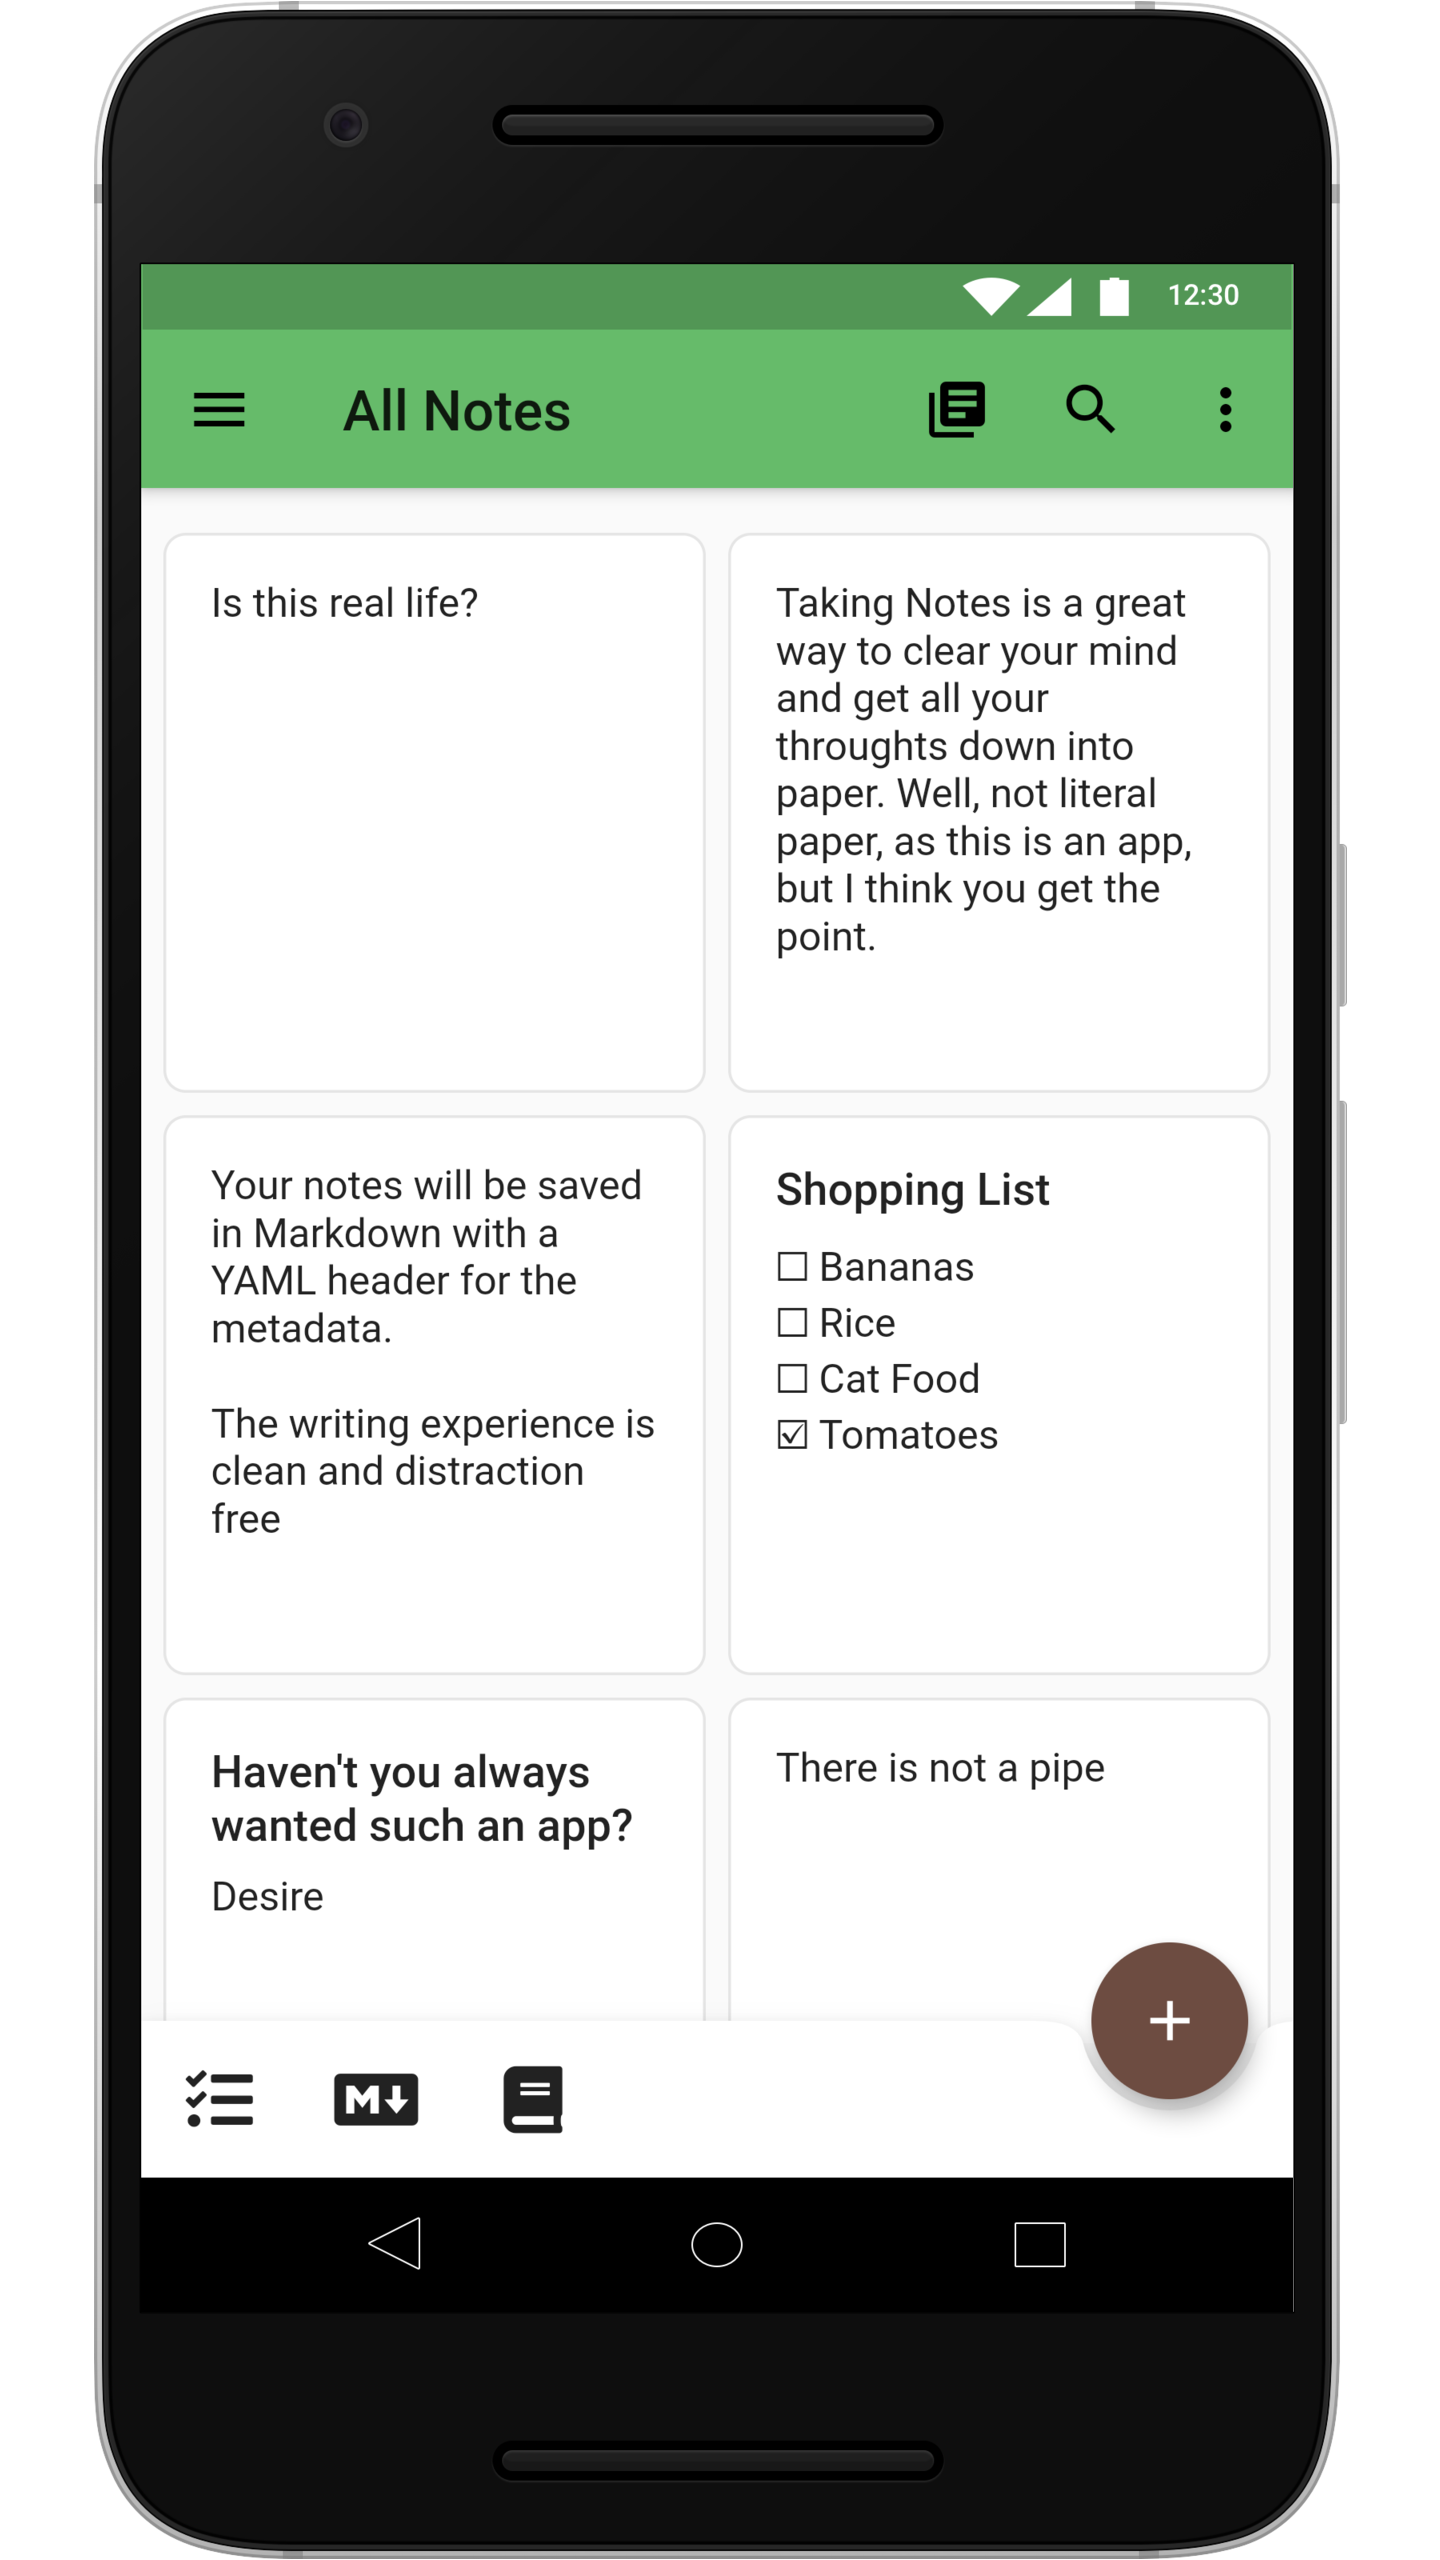 12:30
All Notes
Is this real life?
Taking Notes is a great
way to clear your mind
and get all your
throughts down into
paper. Well, not literal
paper, as this is an app,
but I think you get the
point.
Your notes will be saved
in Markdown with a
YAML header for the
metadata.
The writing experience is
clean and distraction
free
Shopping List
☐ Bananas
☐ Rice
☐ Cat Food
☑ Tomatoes
Haven't you always
wanted such an app?
Desire
There is not a pipe
M